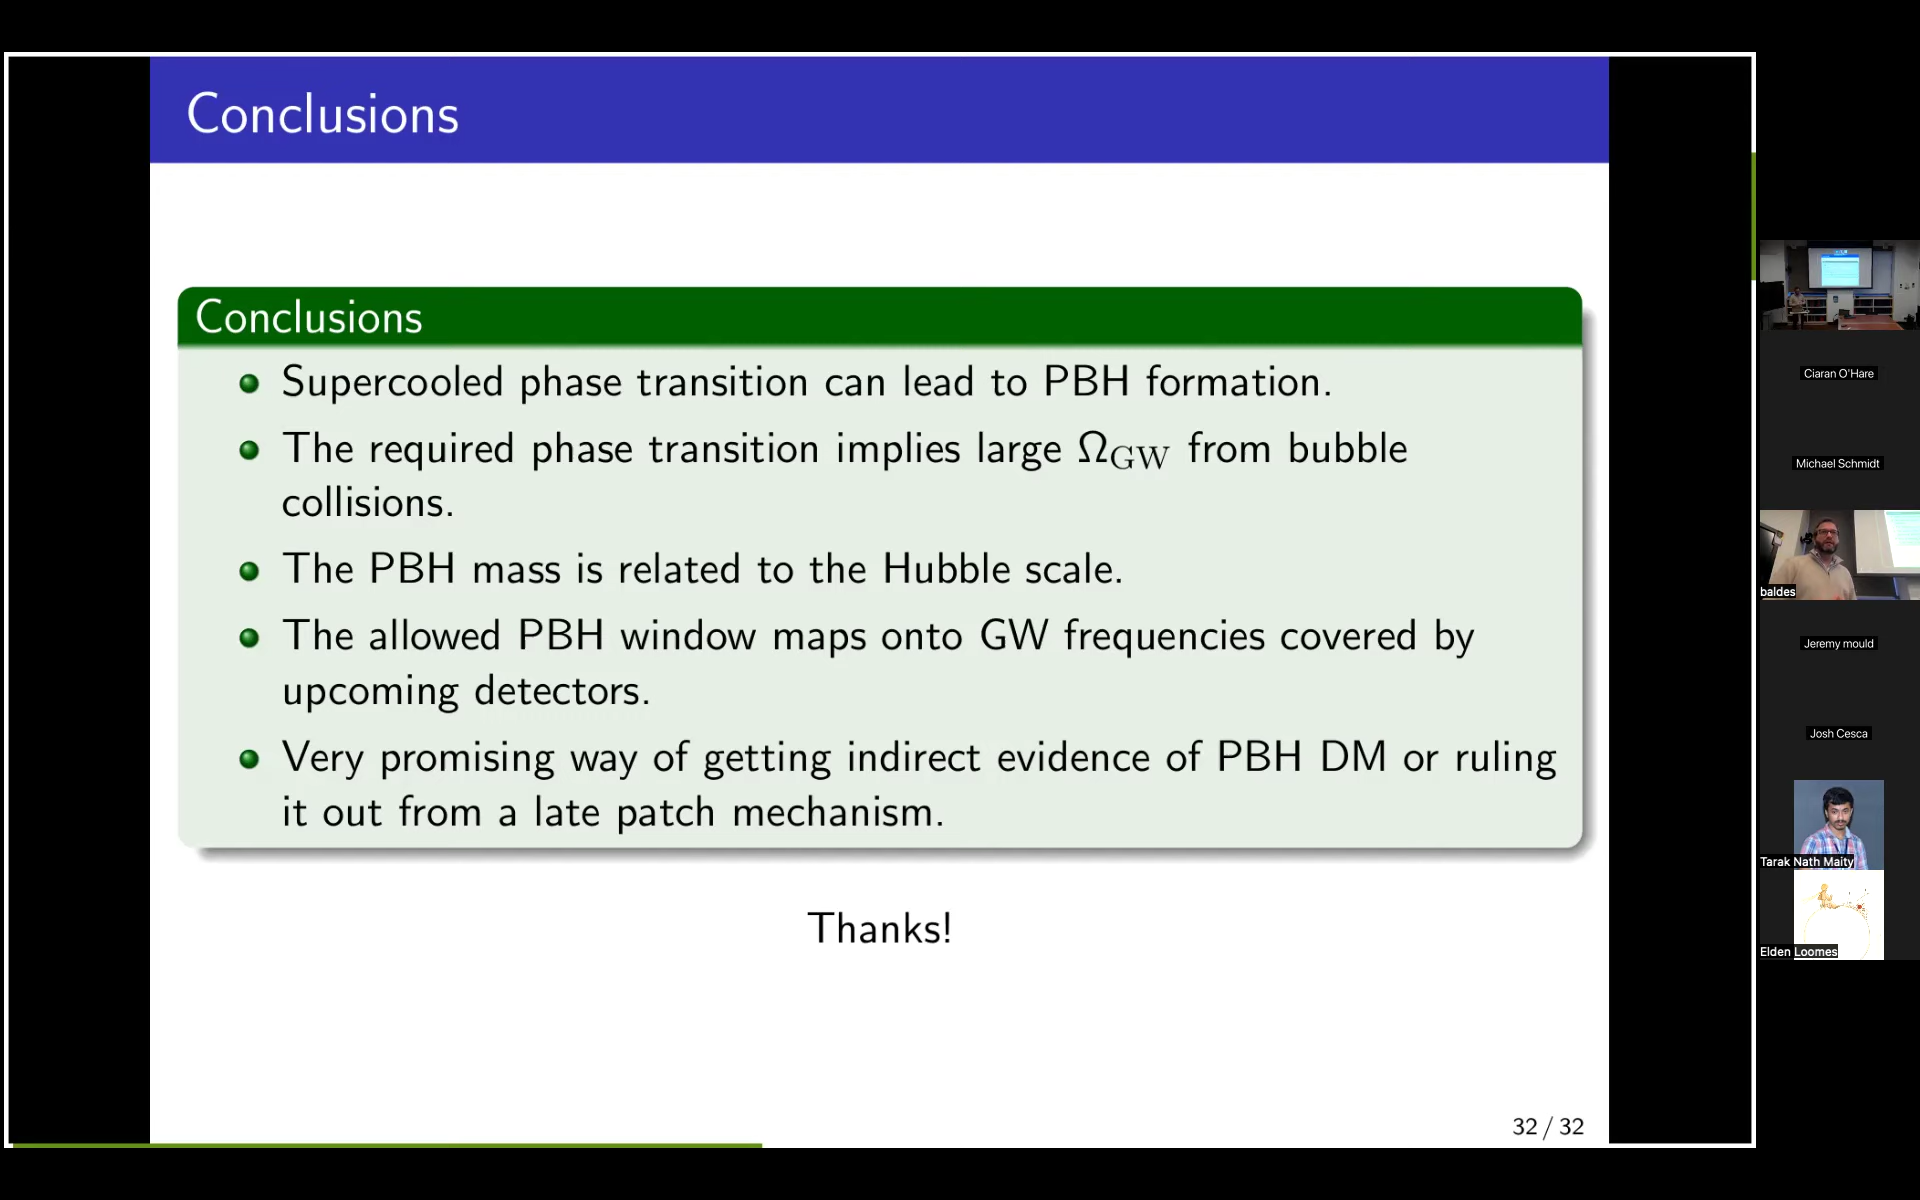 Conclusions
Conclusions
Supercooled phase transition can lead to PBH formation.
The required phase transition implies large Ω_GW from bubble
collisions.
The PBH mass is related to the Hubble scale.
The allowed PBH window maps onto GW frequencies covered by
upcoming detectors.
Very promising way of getting indirect evidence of PBH DM or ruling
it out from a late patch mechanism.
Thanks!
32 / 32
Ciaran O'Hare
Michael Schmidt
baldes
Jeremy mould
Josh Cesca
Tarak Nath Maity
Elden Loomes